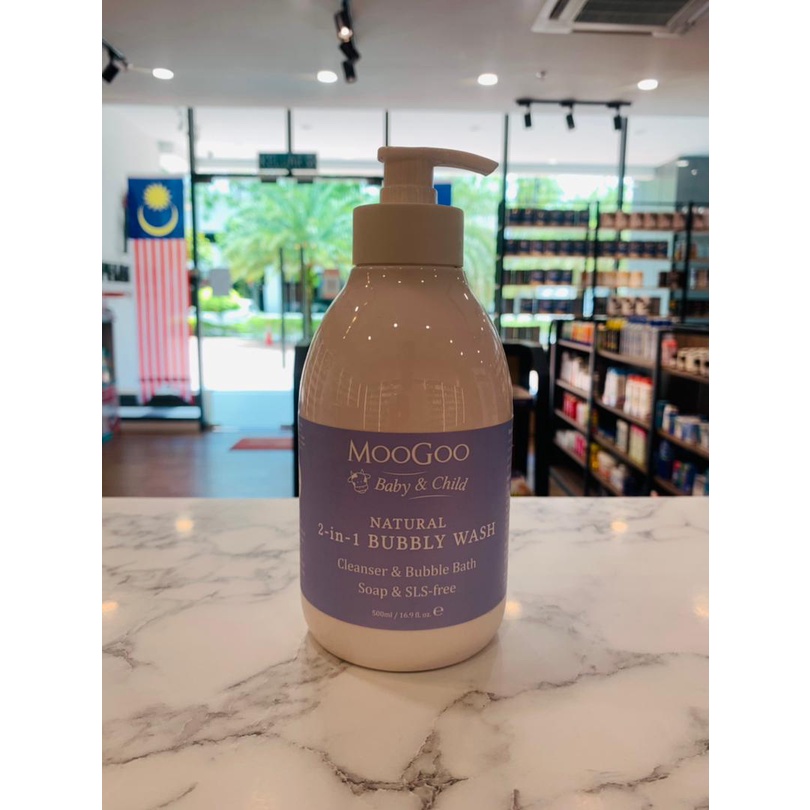 MOOGOO
Baby & Child
NATURAL
2-in-1 BUBBLY WASH
Cleanser & Bubble Bath
Soap & SLS-free
500ml / 16.9 fl oz. ℮